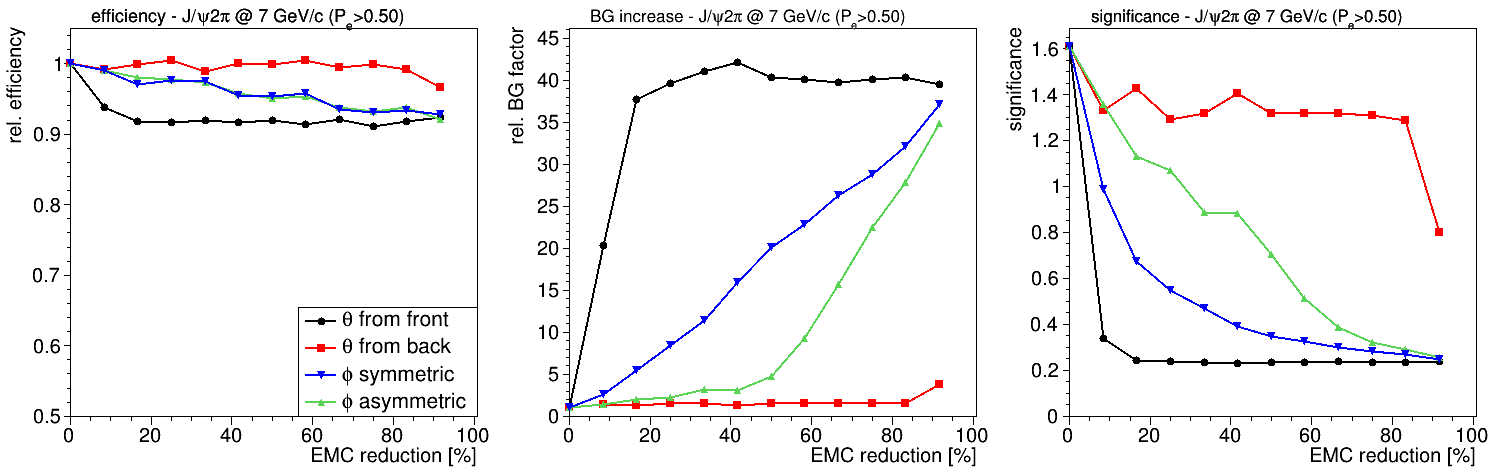 efficiency - J/ψ2π @ 7 GeV/c (Pe>0.50)
rel. efficiency
1
0.9
0.8
0.7
0.6
0.5
0 20 40 60 80 100
EMC reduction [%]
θ from front
θ from back
ϕ symmetric
ϕ asymmetric
BG increase - J/ψ2π @ 7 GeV/c (Pe>0.50)
rel. BG factor
45
40
35
30
25
20
15
10
5
0
0 20 40 60 80 100
EMC reduction [%]
significance - J/ψ2π @ 7 GeV/c (Pe>0.50)
significance
1.6
1.4
1.2
1
0.8
0.6
0.4
0.2
0
0 20 40 60 80 100
EMC reduction [%]